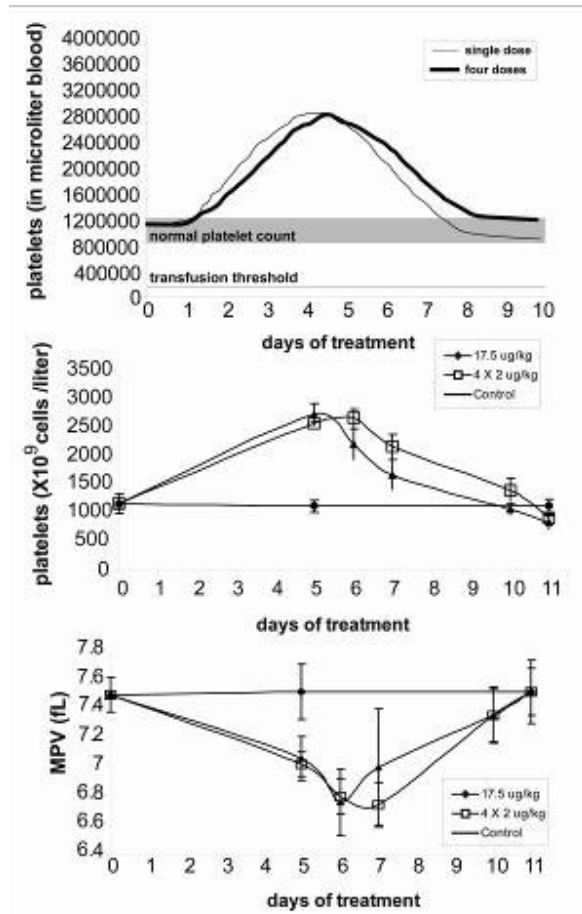 4000000
3600000
3200000
2800000
2400000
2000000
1600000
1200000
800000
400000
0
platelets (in microliter blood)
single dose
four doses
normal platelet count
transfusion threshold
0 1 2 3 4 5 6 7 8 9 10
days of treatment
3500
3000
2500
2000
1500
1000
500
0
platelets (X10⁹ cells /liter)
17.5 ug/kg
4 X 2 ug/kg
Control
0 1 2 3 4 5 6 7 8 9 10 11
days of treatment
7.8
7.6
7.4
7.2
7
6.8
6.6
6.4
MPV (fL)
17.5 ug/kg
4 X 2 ug/kg
Control
0 1 2 3 4 5 6 7 8 9 10 11
days of treatment